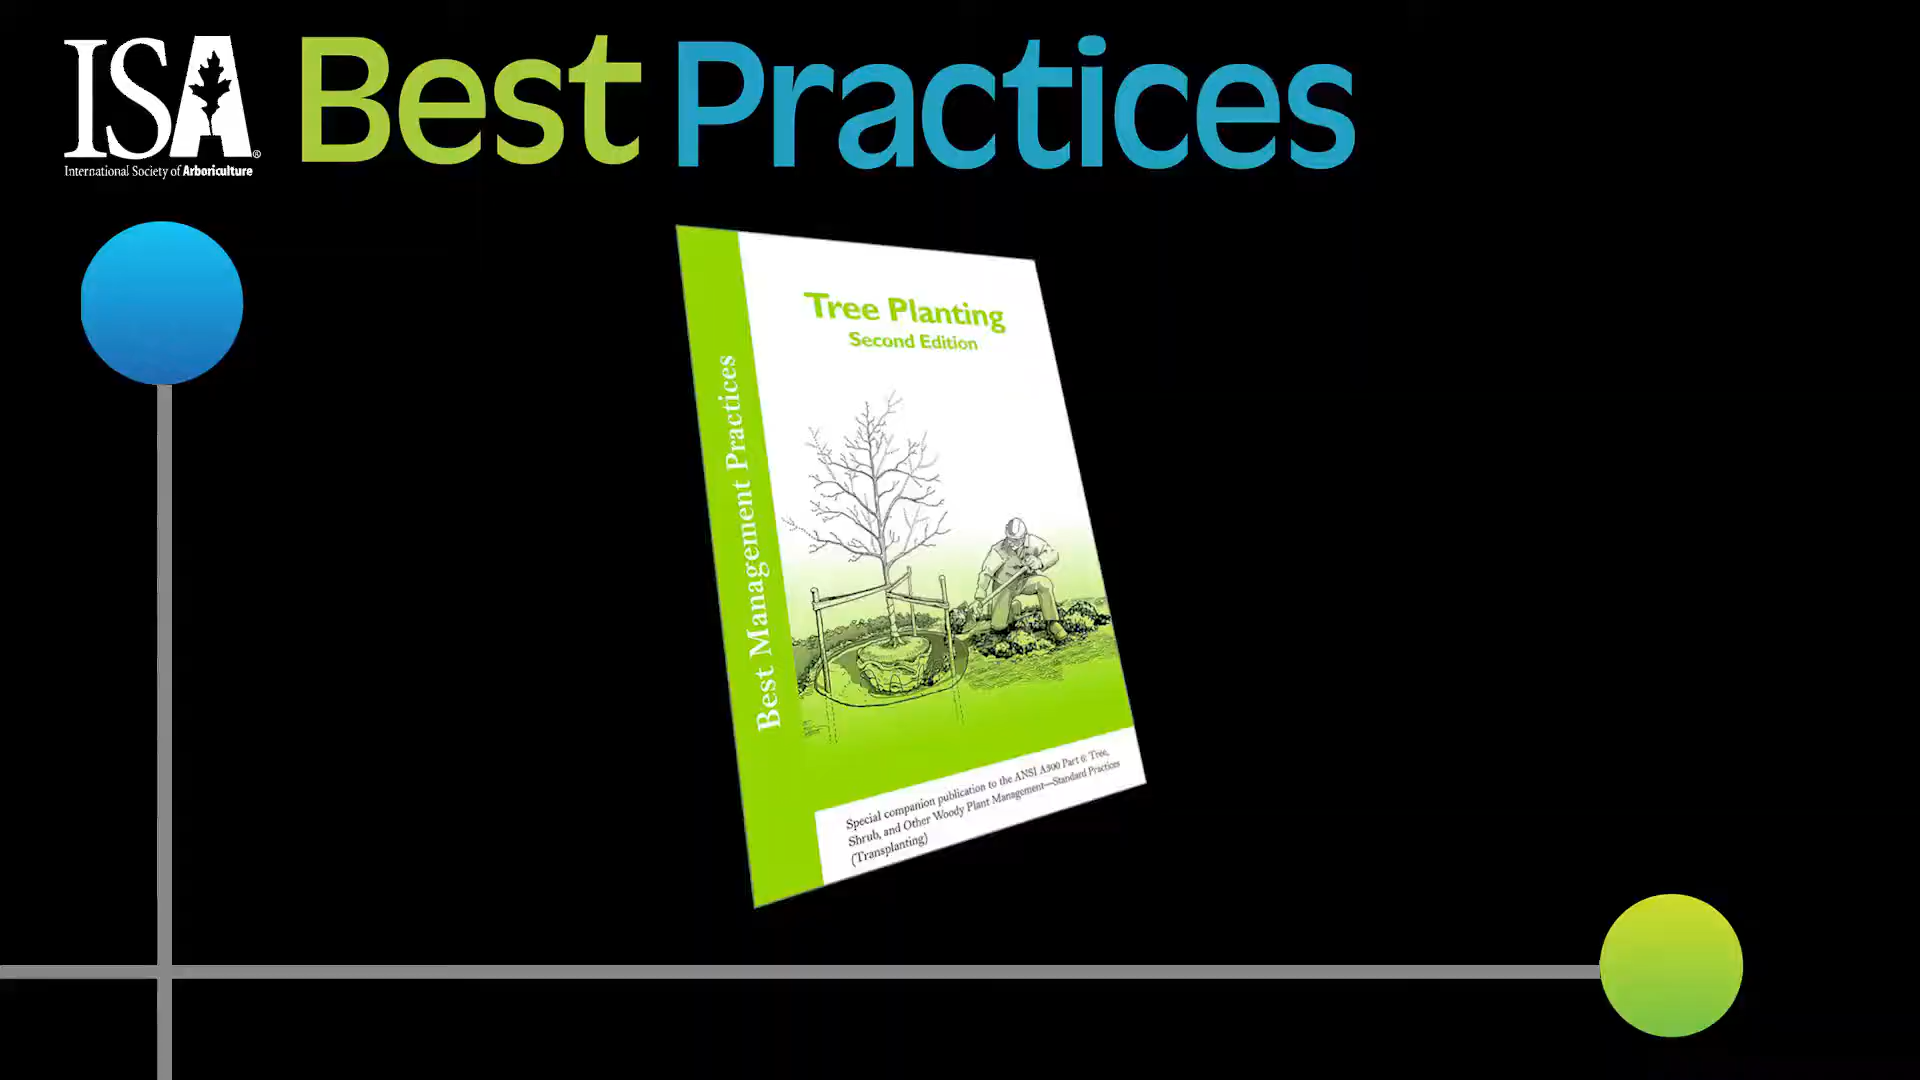 ISA®
International Society of Arboriculture
Best Practices
Tree Planting
Second Edition
Best Management Practices
Special companion publication to the ANSI A300 Part 6: Tree,
Shrub, and Other Woody Plant Management—Standard Practices
(Transplanting)